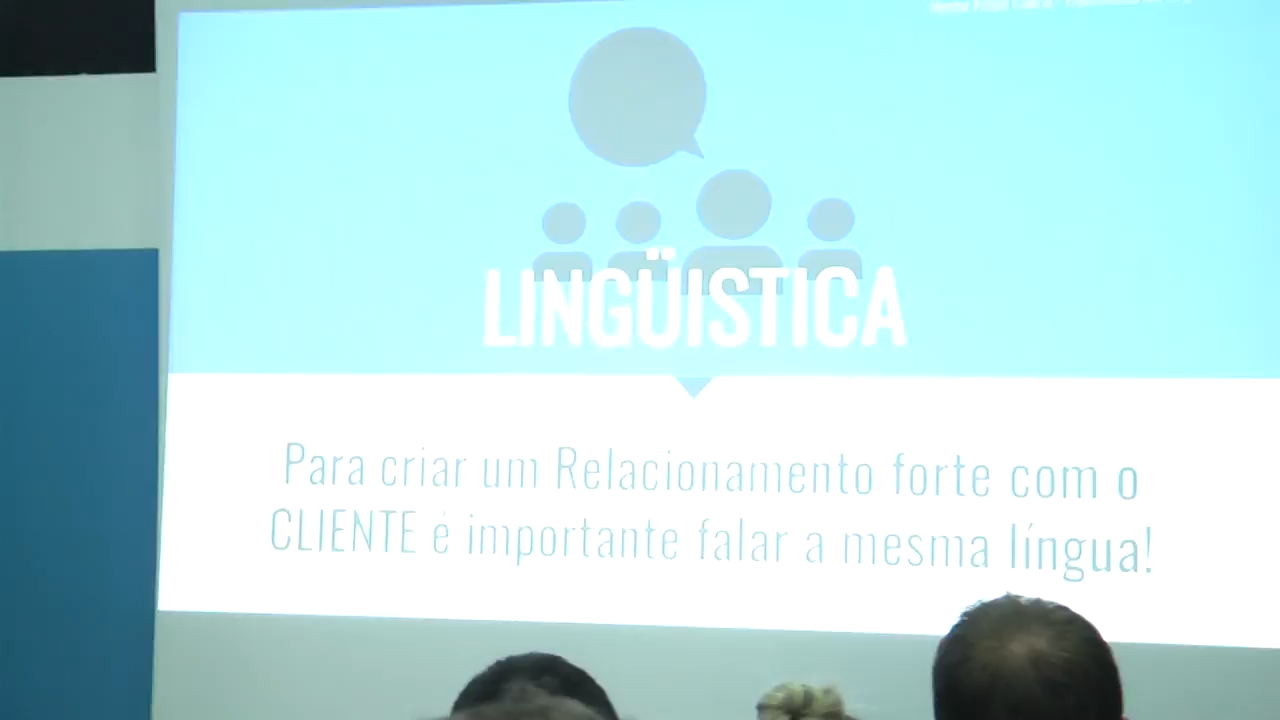 LINGÜISTICA
Para criar um Relacionamento forte com o
CLIENTE é importante falar a mesma língua!